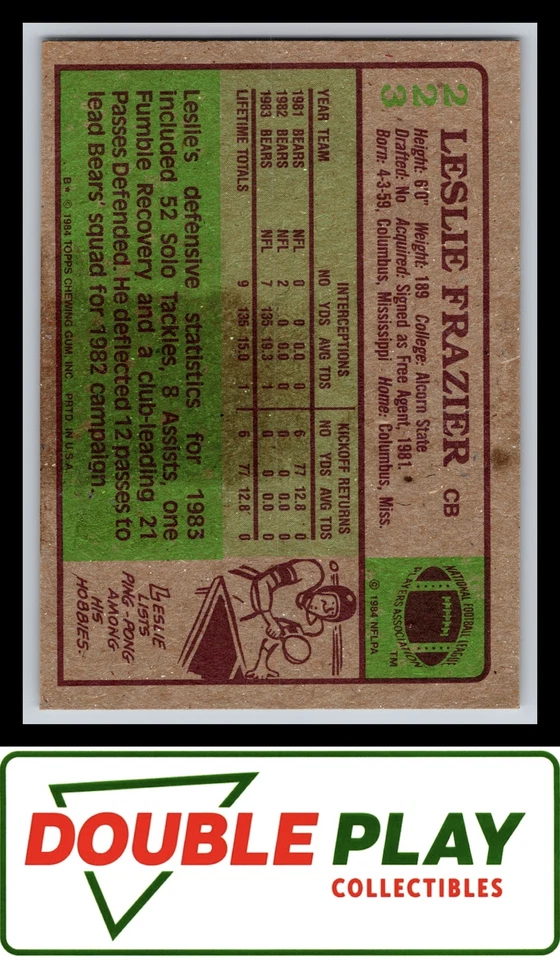 223
LESLIE FRAZIER CB
Height: 6'0" Weight: 189 College: Alcorn State
Drafted: No Acquired: Signed as Free Agent, 1981.
Born: 4-3-59, Columbus, Mississippi Home: Columbus, Miss.
NATIONAL FOOTBALL LEAGUE
PLAYERS ASSOCIATION
TM
© 1984 NFLPA
INTERCEPTIONS KICKOFF RETURNS
YEAR TEAM NO YDS AVG TDS NO YDS AVG TDS
1981 BEARS NFL 0 0 0.0 0 6 77 12.8 0
1982 BEARS NFL 2 0 0.0 0 0 0 0.0 0
1983 BEARS NFL 7 135 19.3 1 0 0 0.0 0
LIFETIME TOTALS 9 135 15.0 1 6 77 12.8 0
Leslie's defensive statistics for 1983
included 52 Solo Tackles, 8 Assists, one
Fumble Recovery and a club-leading 21
Passes Defended. He deflected 12 passes to
lead Bears' squad for 1982 campaign
B* © 1984 TOPPS CHEWING GUM, INC. PRTD IN U.S.A.
LESLIE
LISTS
PING-PONG
AMONG
HIS
HOBBIES.
DOUBLE PLAY
COLLECTIBLES